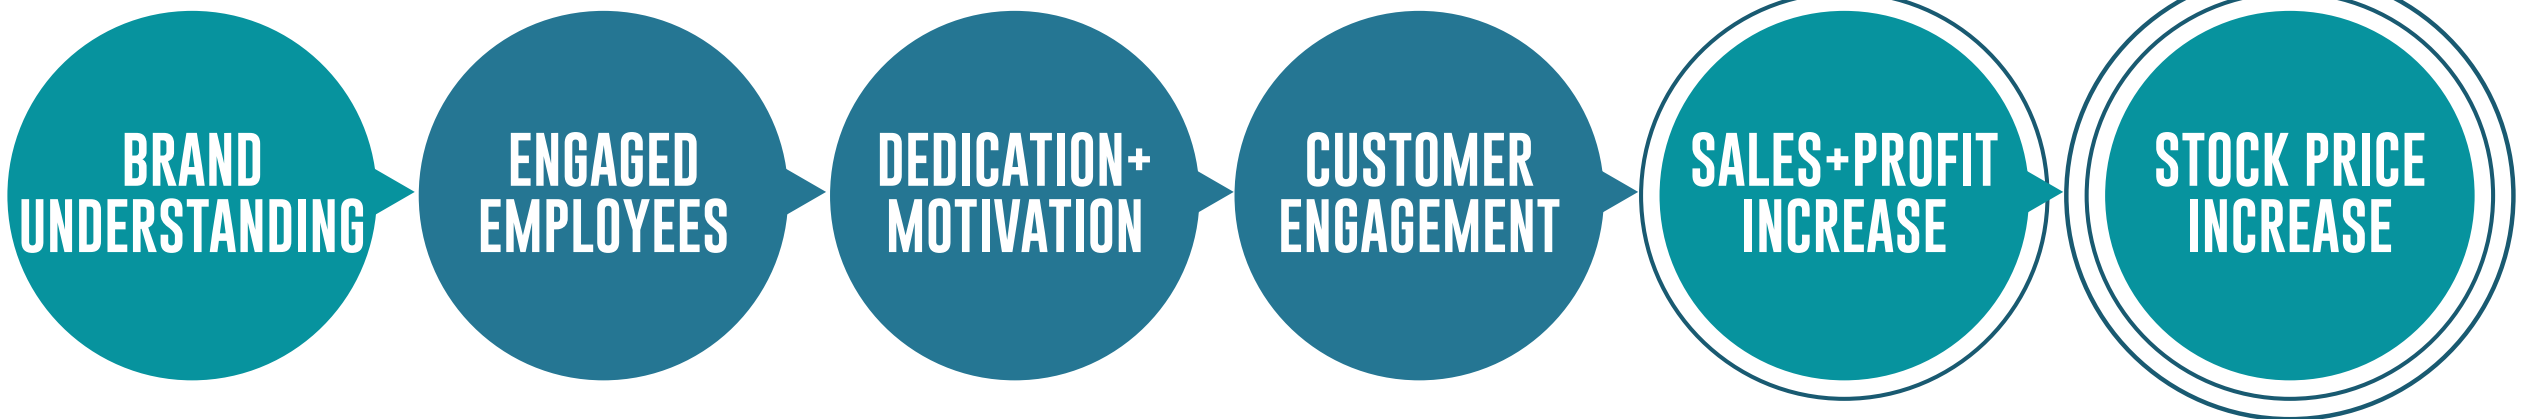 BRAND
UNDERSTANDING
ENGAGED
EMPLOYEES
DEDICATION+
MOTIVATION
CUSTOMER
ENGAGEMENT
SALES+PROFIT
INCREASE
STOCK PRICE
INCREASE